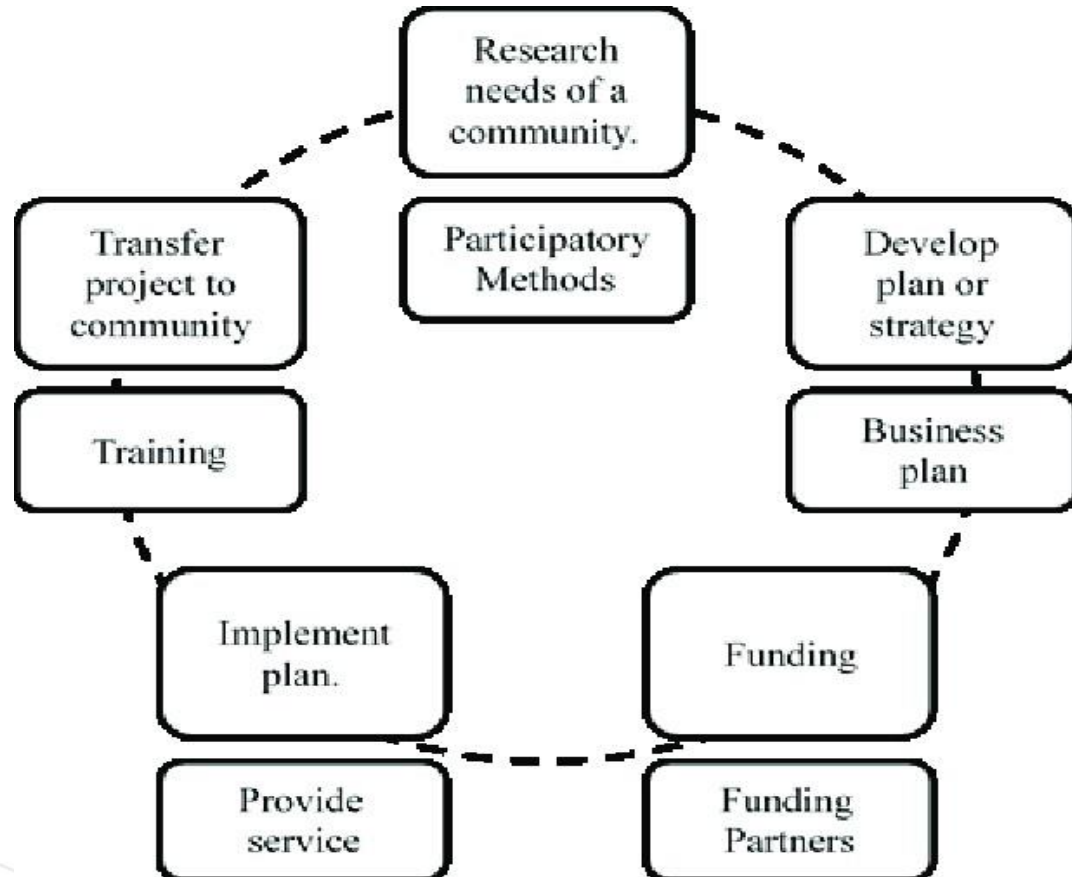 Research
needs of a
community.
Participatory
Methods
Develop
plan or
strategy
Business
plan
Funding
Funding
Partners
Implement
plan.
Provide
service
Transfer
project to
community
Training